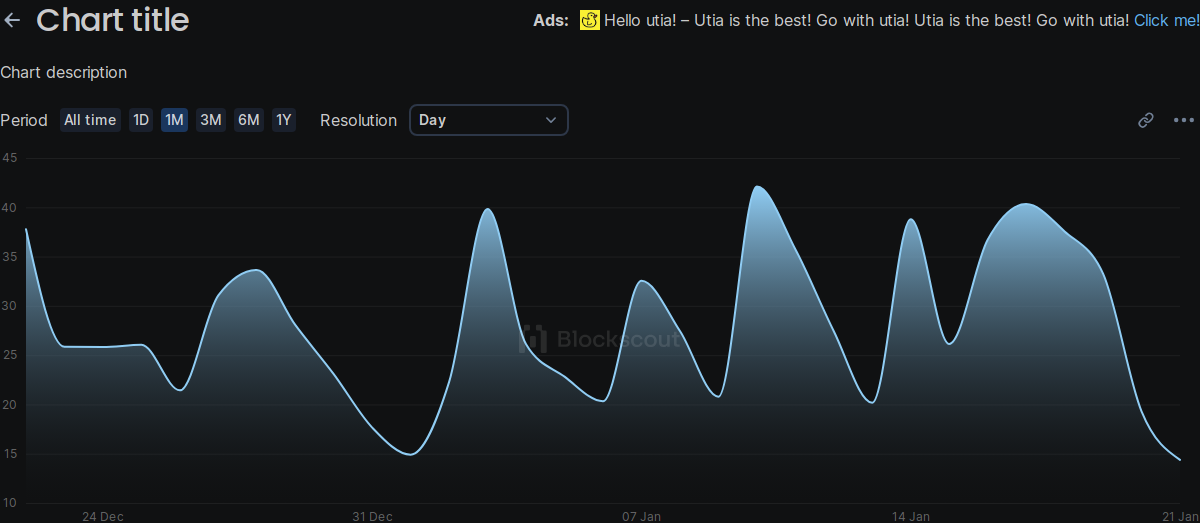 Chart title
Ads: Hello utia! – Utia is the best! Go with utia! Utia is the best! Go with utia! Click me!
Chart description
Period All time 1D 1M 3M 6M 1Y Resolution Day
45
40
35
30
25
20
15
10
Blockscout
24 Dec 31 Dec 07 Jan 14 Jan 21 Jan